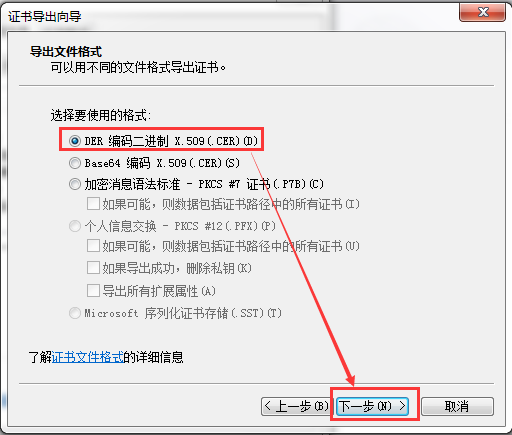 证书导出向导
导出文件格式
可以用不同的文件格式导出证书。
选择要使用的格式:
DER 编码二进制 X.509(.CER)(D)
Base64 编码 X.509(.CER)(S)
加密消息语法标准 - PKCS #7 证书(.P7B)(C)
如果可能，则数据包括证书路径中的所有证书(I)
个人信息交换 - PKCS #12(.PFX)(P)
如果可能，则数据包括证书路径中的所有证书(U)
如果导出成功，删除私钥(K)
导出所有扩展属性(A)
Microsoft 序列化证书存储(.SST)(T)
了解证书文件格式的详细信息
< 上一步(B) 下一步(N) > 取消